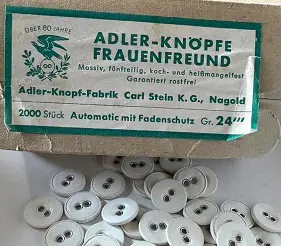 ÜBER 80 JAHRE
ADLER-KNÖPFE
FRAUENFREUND
Massiv, fünfteilig, koch- und heißmangelfest
Garantiert rostfrei
Adler-Knopf-Fabrik Carl Stein K.G., Nagold
2000 Stück Automatic mit Fadenschutz Gr. 24'''